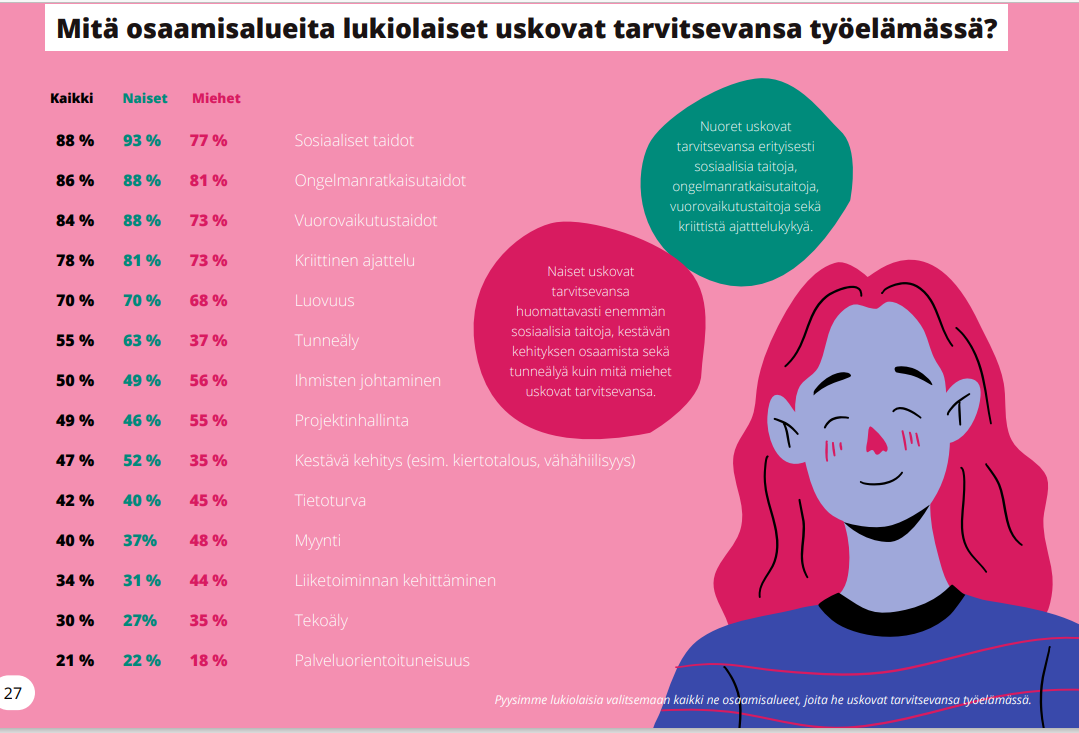 Mitä osaamisalueita lukiolaiset uskovat tarvitsevansa työelämässä?
Kaikki Naiset Miehet
88 % 93 % 77 % Sosiaaliset taidot
86 % 88 % 81 % Ongelmanratkaisutaidot
84 % 88 % 73 % Vuorovaikutustaidot
78 % 81 % 73 % Kriittinen ajattelu
70 % 70 % 68 % Luovuus
55 % 63 % 37 % Tunneäly
50 % 49 % 56 % Ihmisten johtaminen
49 % 46 % 55 % Projektinhallinta
47 % 52 % 35 % Kestävä kehitys (esim. kiertotalous, vähähiilisyys)
42 % 40 % 45 % Tietoturva
40 % 37% 48 % Myynti
34 % 31 % 44 % Liiketoiminnan kehittäminen
30 % 27% 35 % Tekoäly
21 % 22 % 18 % Palveluorientoituneisuus
Nuoret uskovat
tarvitsevansa erityisesti
sosiaalisia taitoja,
ongelmanratkaisutaitoja,
vuorovaikutustaitoja sekä
kriittistä ajatttelukykyä.
Naiset uskovat
tarvitsevansa
huomattavasti enemmän
sosiaalisia taitoja, kestävän
kehityksen osaamista sekä
tunneälyä kuin mitä miehet
uskovat tarvitsevansa.
27
Pyysimme lukiolaisia valitsemaan kaikki ne osaamisalueet, joita he uskovat tarvitsevansa työelämässä.